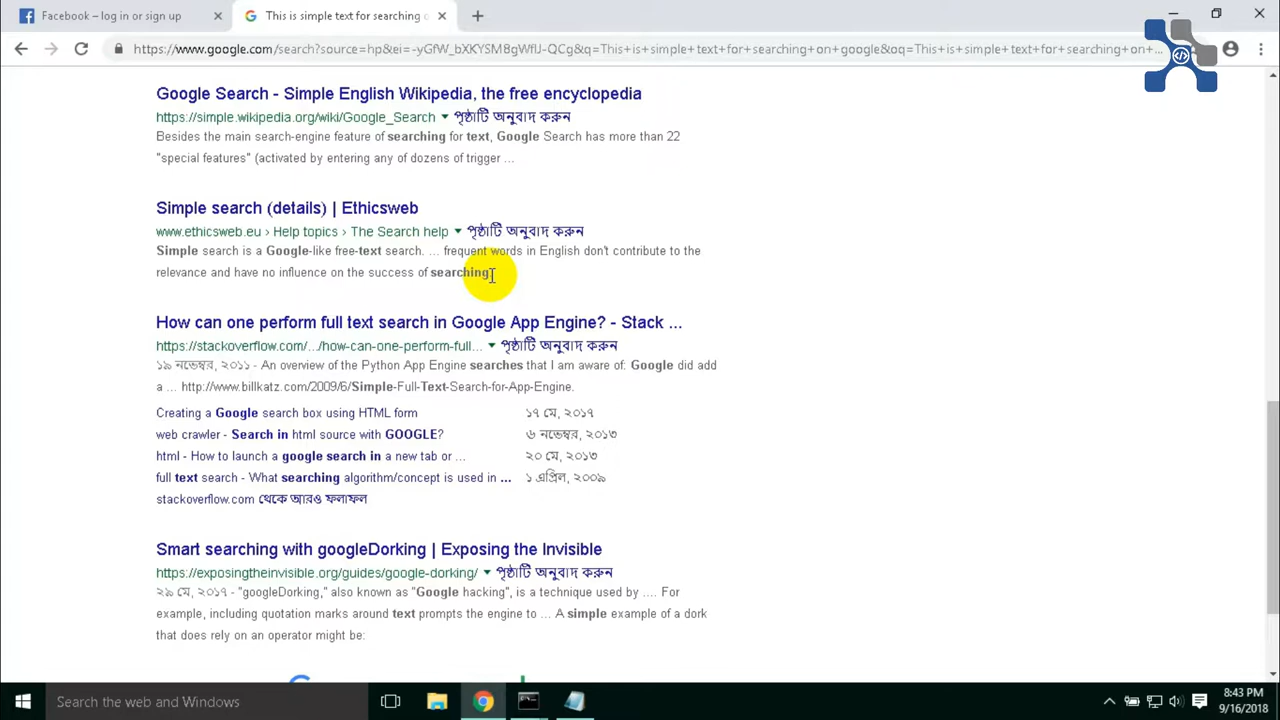 Facebook – log in or sign up
This is simple text for searching o
https://www.google.com/search?source=hp&ei=-yGfW_bXKYSM8gWfIJ-QCg&q=This+is+simple+text+for+searching+on+google&oq=This+is+simple+text+for+searching+on+...
Google Search - Simple English Wikipedia, the free encyclopedia
https://simple.wikipedia.org/wiki/Google_Search ▼ পৃষ্ঠাটি অনুবাদ করুন
Besides the main search-engine feature of searching for text, Google Search has more than 22
"special features" (activated by entering any of dozens of trigger ...
Simple search (details) | Ethicsweb
www.ethicsweb.eu › Help topics › The Search help ▼ পৃষ্ঠাটি অনুবাদ করুন
Simple search is a Google-like free-text search. ... frequent words in English don't contribute to the
relevance and have no influence on the success of searching
How can one perform full text search in Google App Engine? - Stack ...
https://stackoverflow.com/.../how-can-one-perform-full... ▼ পৃষ্ঠাটি অনুবাদ করুন
১৯ নভেম্বর, ২০১১ - An overview of the Python App Engine searches that I am aware of: Google did add
a ... http://www.billkatz.com/2009/6/Simple-Full-Text-Search-for-App-Engine.
Creating a Google search box using HTML form ১৭ মে, ২০১৭
web crawler - Search in html source with GOOGLE? ৬ নভেম্বর, ২০১৩
html - How to launch a google search in a new tab or ... ২০ মে, ২০১৩
full text search - What searching algorithm/concept is used in ... ১ এপ্রিল, ২০০৯
stackoverflow.com থেকে আরও ফলাফল
Smart searching with googleDorking | Exposing the Invisible
https://exposingtheinvisible.org/guides/google-dorking/ ▼ পৃষ্ঠাটি অনুবাদ করুন
২৯ মে, ২০১৭ - "googleDorking," also known as "Google hacking", is a technique used by .... For
example, including quotation marks around text prompts the engine to ... A simple example of a dork
that does rely on an operator might be:
Search the web and Windows
8:43 PM
9/16/2018